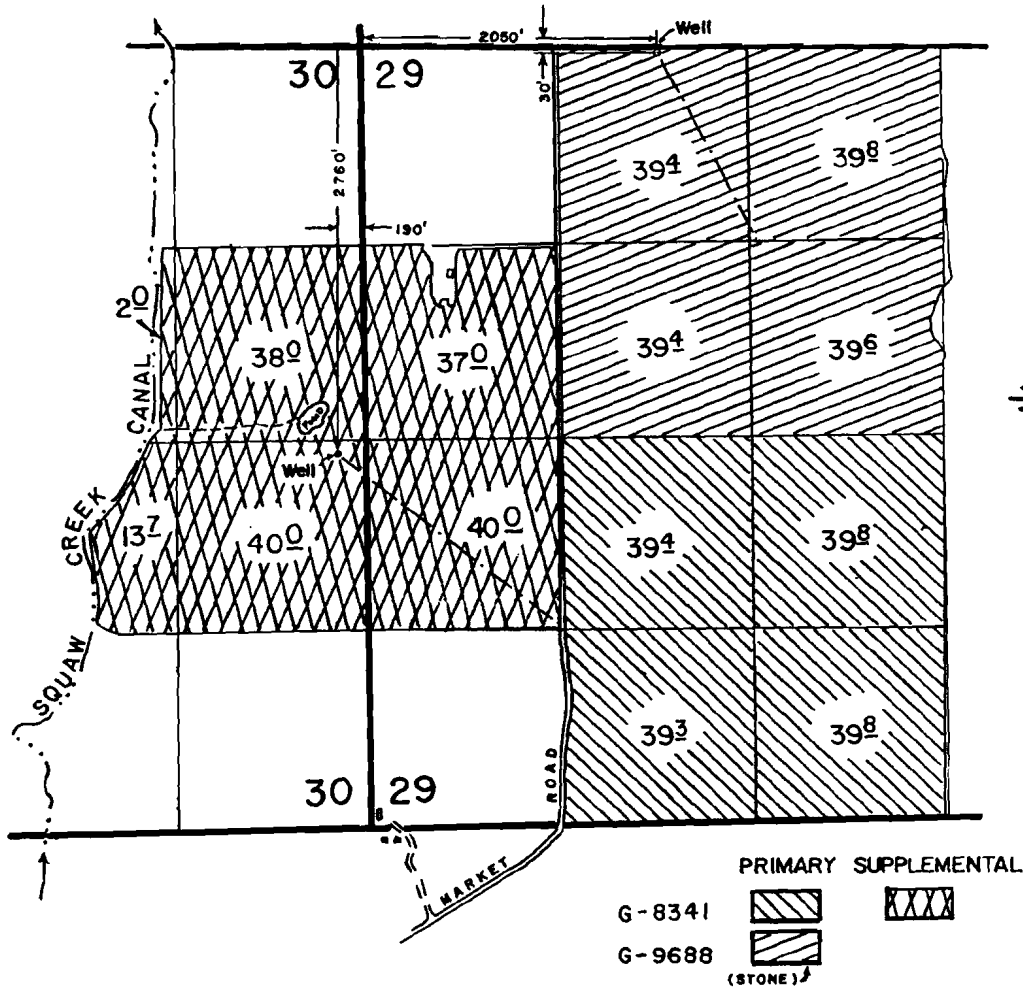 2050'
Well
30 29
30'
2760'
190'
39 4
39 8
2 0
38 0
37 0
39 4
39 6
CANAL
Pond
Well
CREEK
13 7
40 0
40 0
39 4
39 8
SQUAW
39 3
39 8
30 29
ROAD
MARKET
PRIMARY SUPPLEMENTAL
G-8341
G-9688
(STONE)